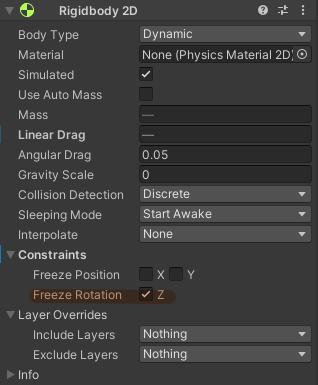 Rigidbody 2D
Body Type Dynamic
Material None (Physics Material 2D)
Simulated
Use Auto Mass
Mass —
Linear Drag —
Angular Drag 0.05
Gravity Scale 0
Collision Detection Discrete
Sleeping Mode Start Awake
Interpolate None
Constraints
Freeze Position X Y
Freeze Rotation Z
Layer Overrides
Include Layers Nothing
Exclude Layers Nothing
Info